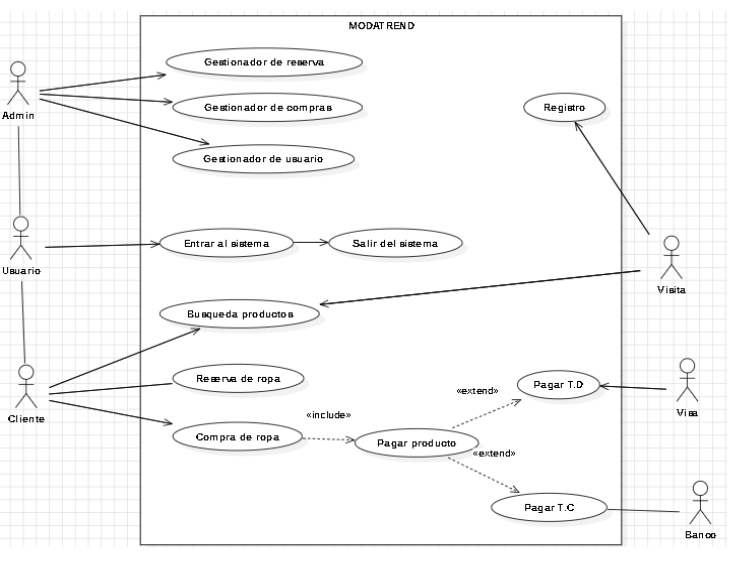 MODATREND
Gestionador de reserva
Admin
Gestionador de compras
Registro
Gestionador de usuario
Usuario
Entrar al sistema
Salir del sistema
Visita
Busqueda productos
Reserva de ropa
«extend»
Pagar T.D
Visa
Cliente
«include»
Compra de ropa
Pagar producto
«extend»
Pagar T.C
Banco